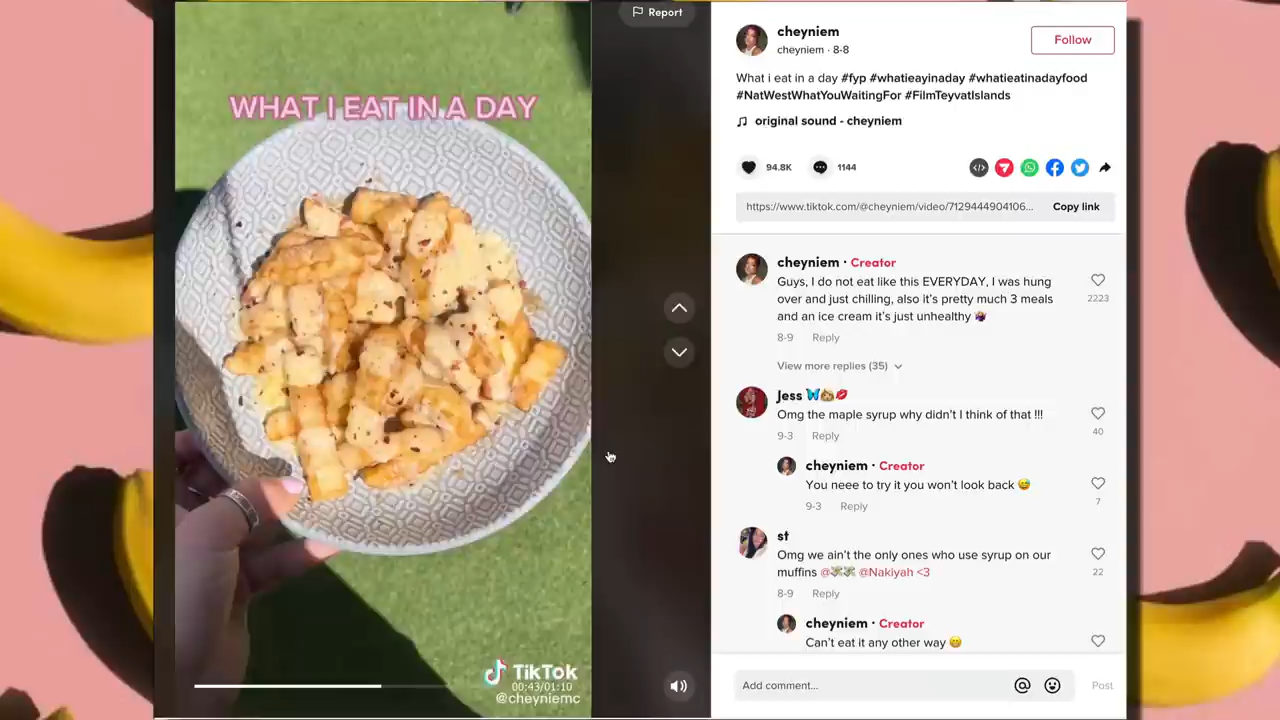 Report
WHAT I EAT IN A DAY
TikTok
00:43/01:10
@cheyniemc
cheyniem
cheyniem · 8-8
Follow
What i eat in a day #fyp #whatieayinaday #whatieatinadayfood
#NatWestWhatYouWaitingFor #FilmTeyvatIslands
original sound - cheyniem
94.8K
1144
https://www.tiktok.com/@cheyniem/video/7129444904106...
Copy link
cheyniem · Creator
Guys, I do not eat like this EVERYDAY, I was hung
over and just chilling, also it's pretty much 3 meals
and an ice cream it's just unhealthy 🤷🏾‍♀️
2223
8-9 Reply
View more replies (35)
Jess 🦋🙈💋
Omg the maple syrup why didn't I think of that !!!
40
9-3 Reply
cheyniem · Creator
You neee to try it you won't look back 😅
7
9-3 Reply
st
Omg we ain't the only ones who use syrup on our
muffins @💸💸 @Nakiyah <3
22
8-9 Reply
cheyniem · Creator
Can't eat it any other way 😁
Add comment...
@
Post